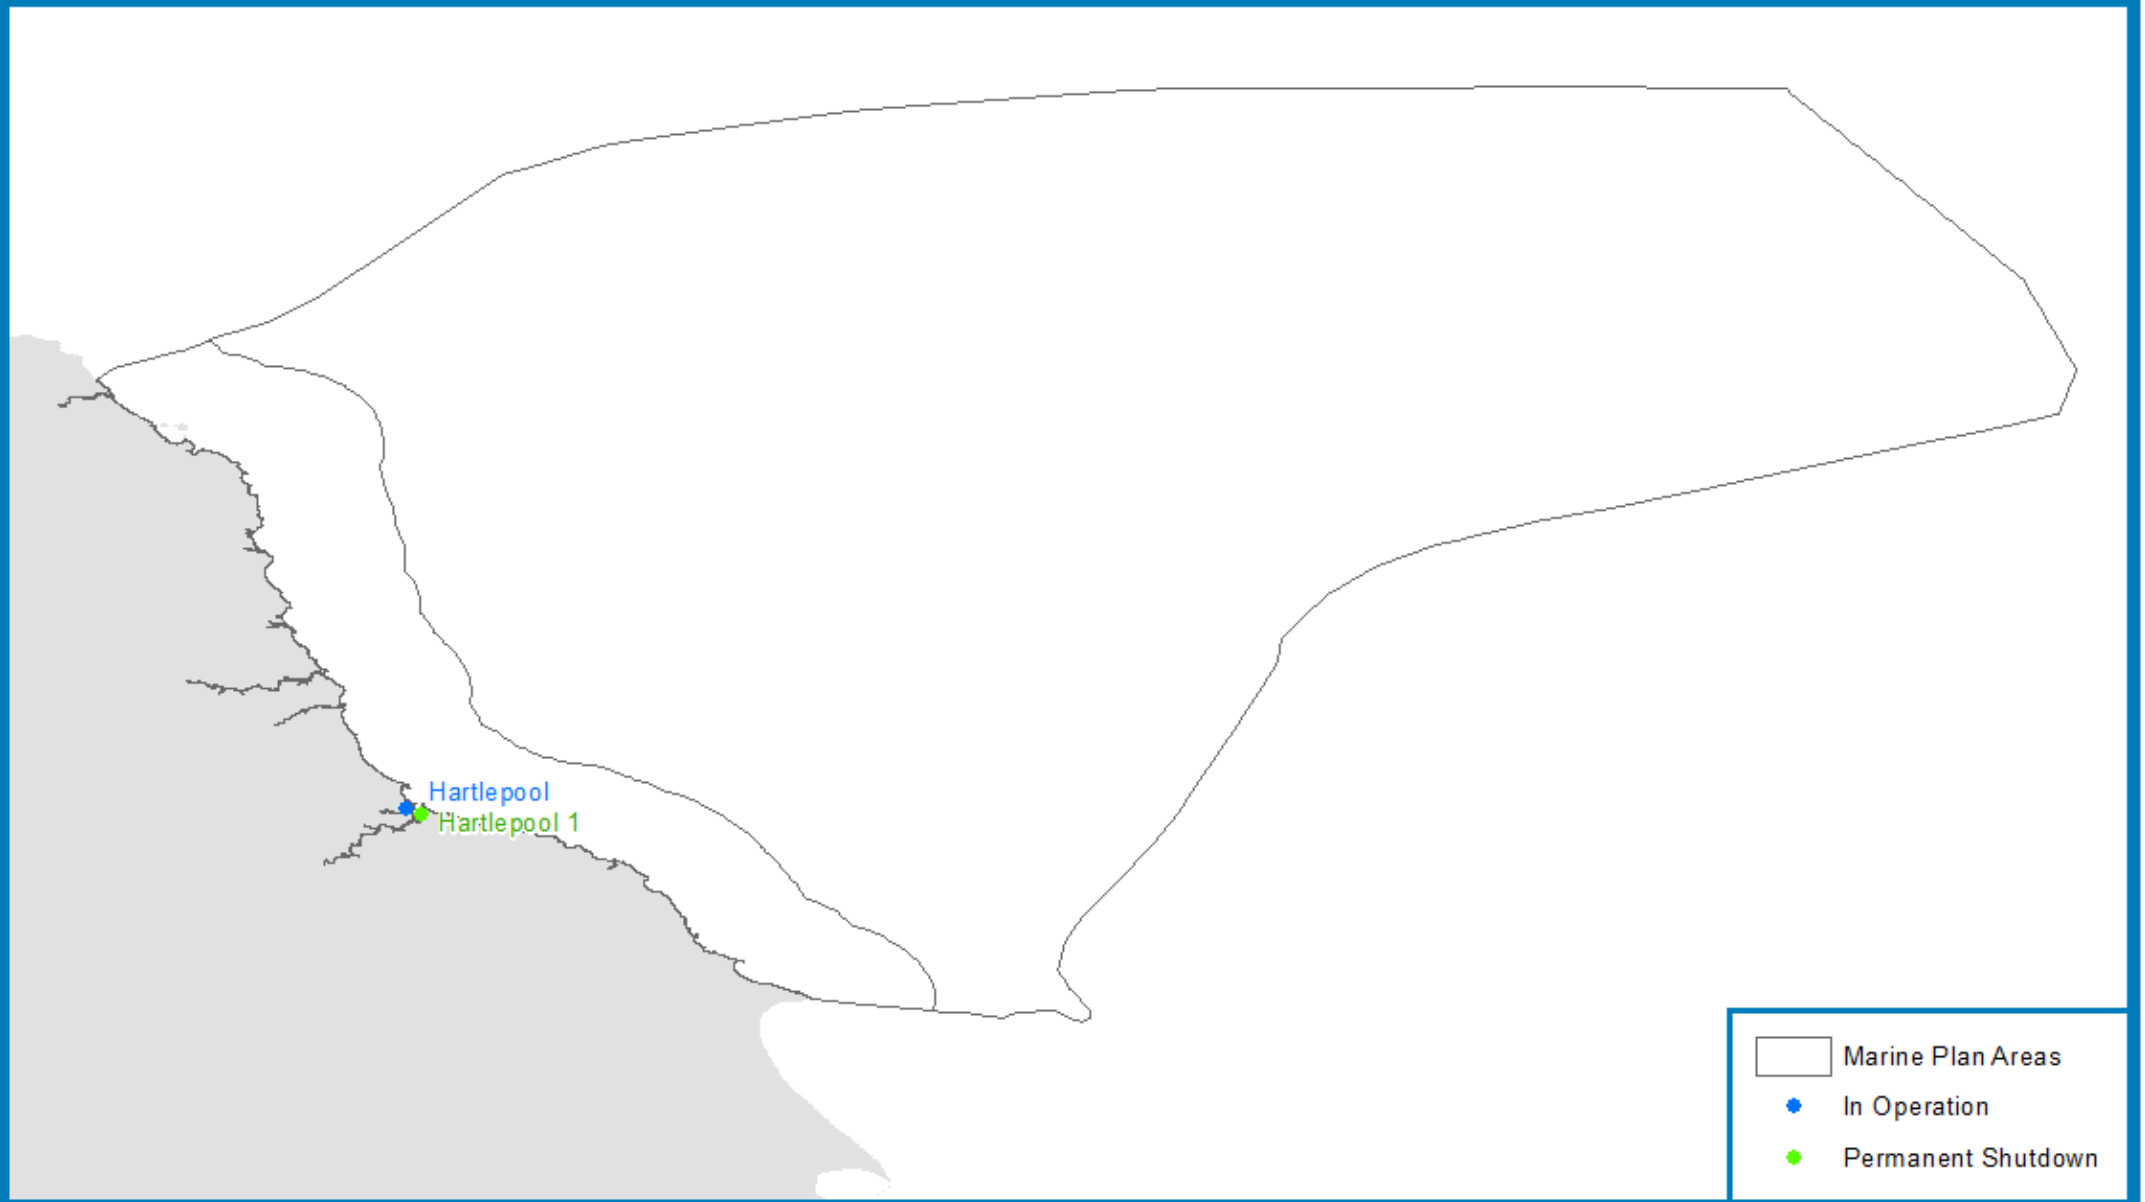 Hartlepool
Hartlepool 1
Marine Plan Areas
In Operation
Permanent Shutdown